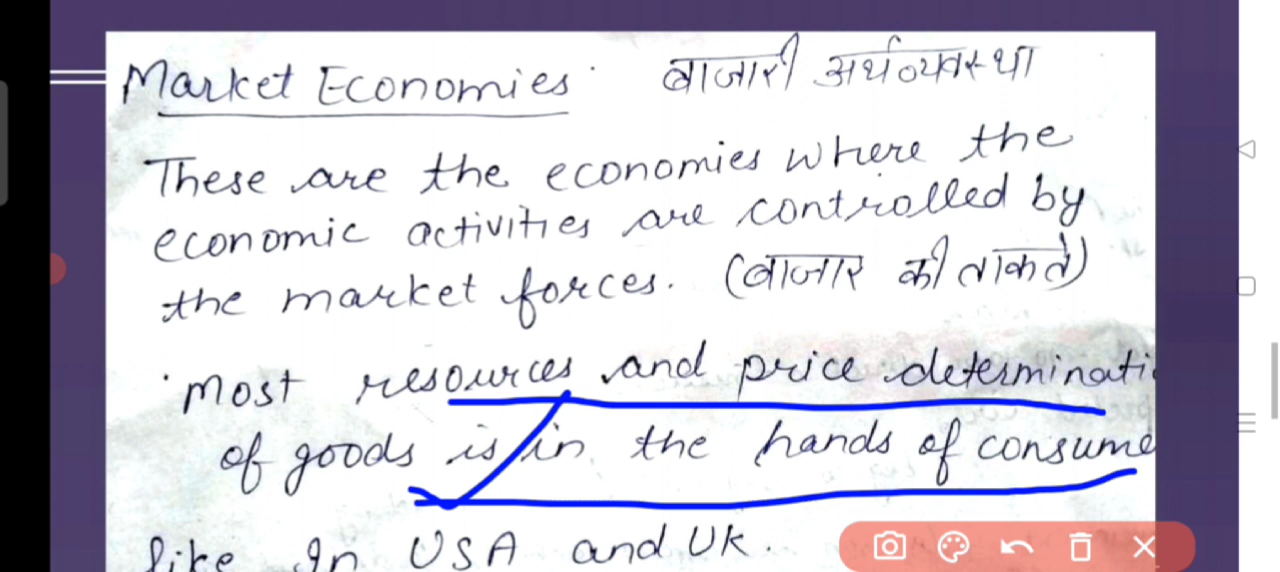 Market Economies बाजारी अर्थव्यवस्था
These are the economies where the
economic activities are controlled by
the market forces. (बाजार की ताकते)
Most resources and price determinati
of goods is in the hands of consume
like In USA and UK.